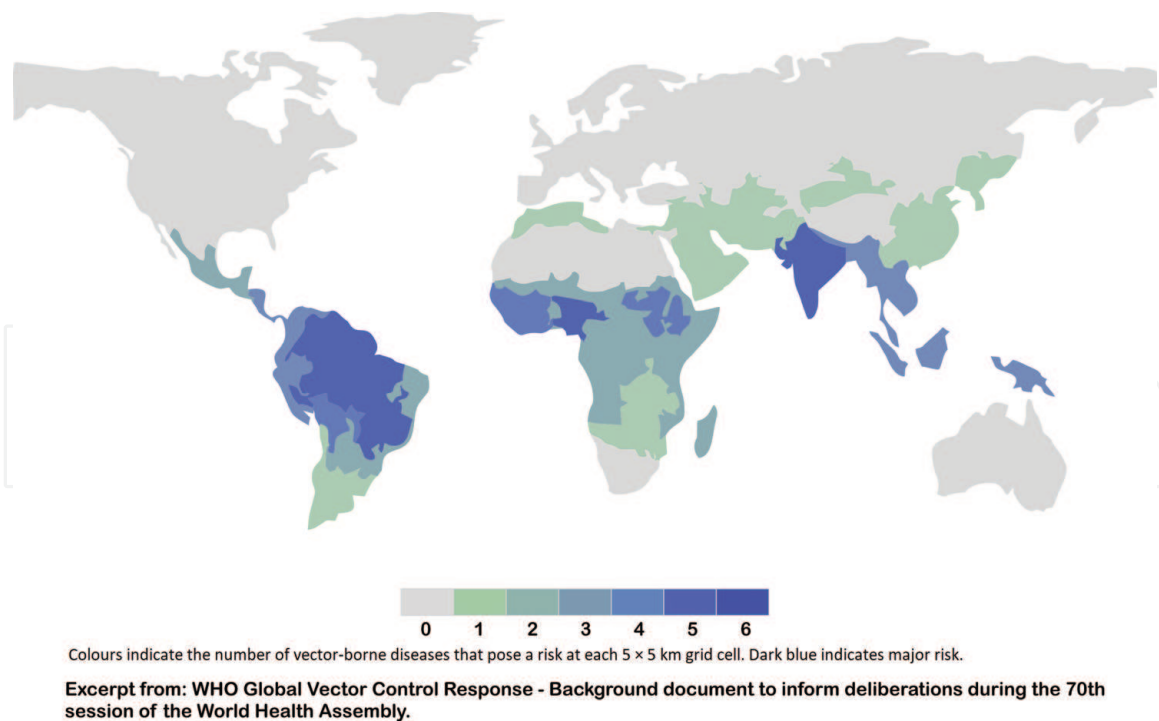 0 1 2 3 4 5 6
Colours indicate the number of vector-borne diseases that pose a risk at each 5 × 5 km grid cell. Dark blue indicates major risk.
Excerpt from: WHO Global Vector Control Response - Background document to inform deliberations during the 70th
session of the World Health Assembly.